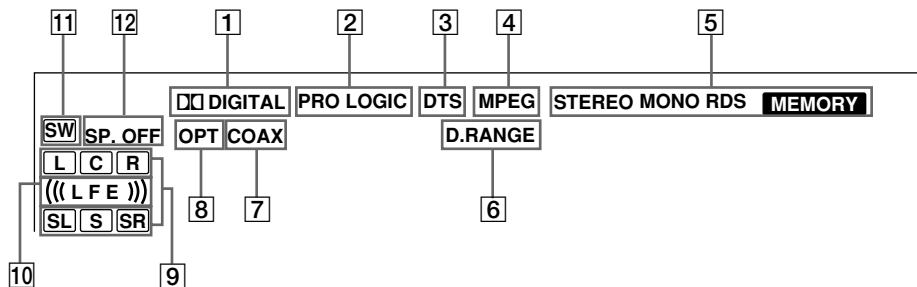 11 12 1 2 3 4 5
DIGITAL PRO LOGIC DTS MPEG STEREO MONO RDS MEMORY
SW SP. OFF OPT COAX D.RANGE
L C R
((( L F E )))
8 7 6
SL S SR
10 9